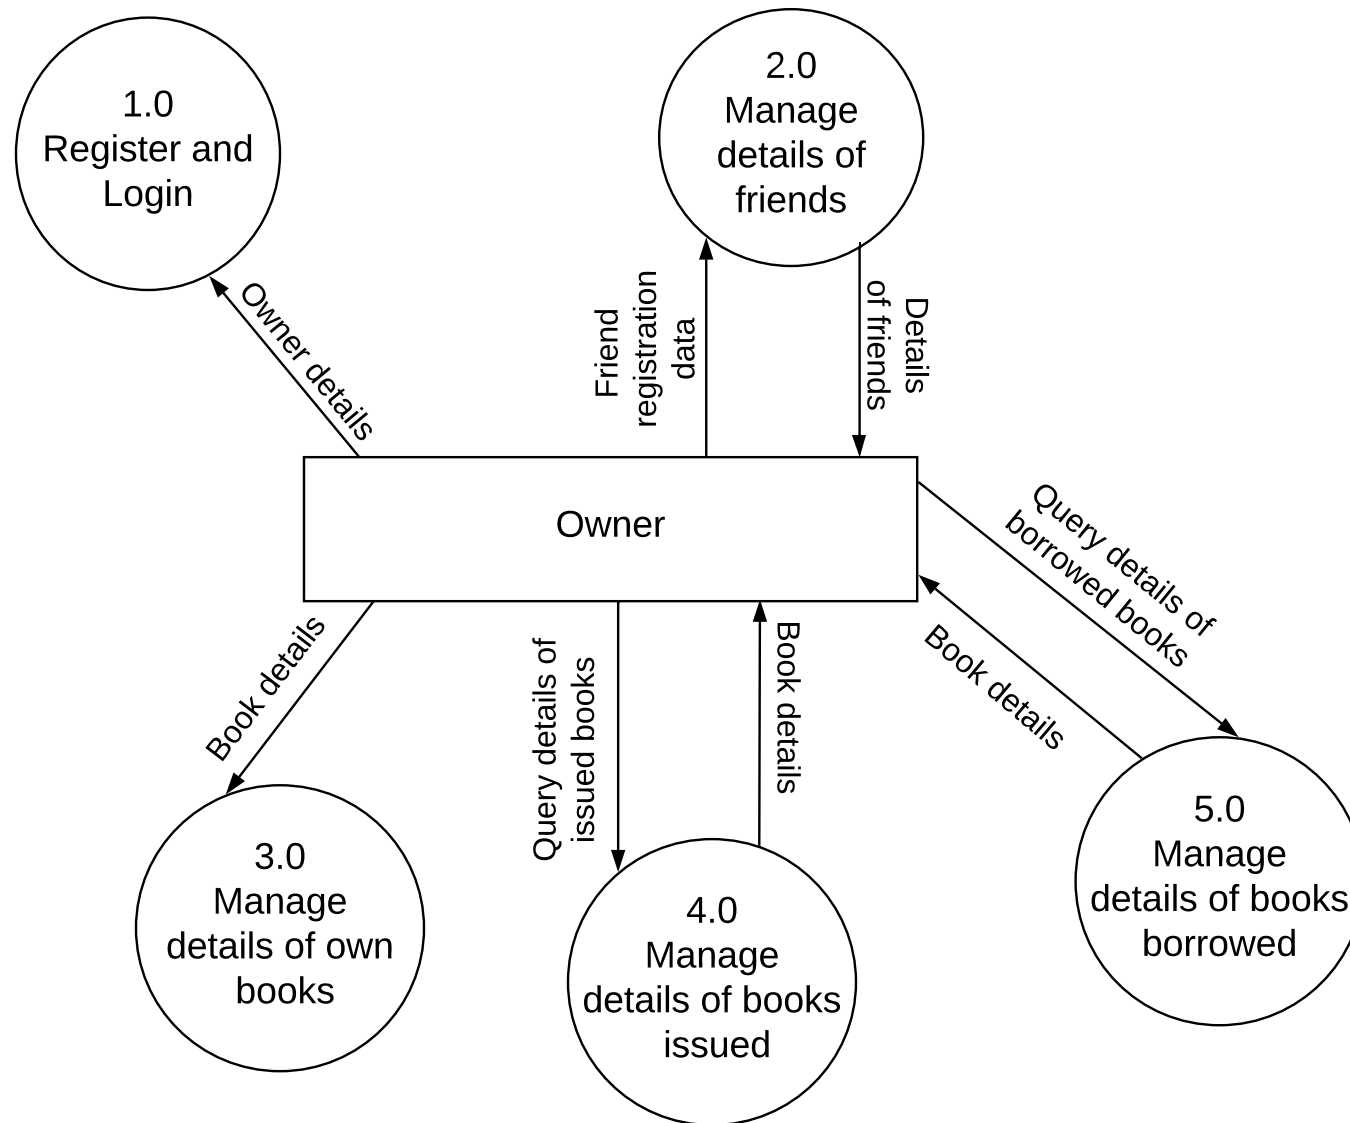 1.0
Register and
Login
2.0
Manage
details of
friends
Owner details
Friend
registration
data
Details
of friends
Owner
Query details of
borrowed books
Book details
Book details
Query details of
issued books
Book details
3.0
Manage
details of own
books
4.0
Manage
details of books
issued
5.0
Manage
details of books
borrowed